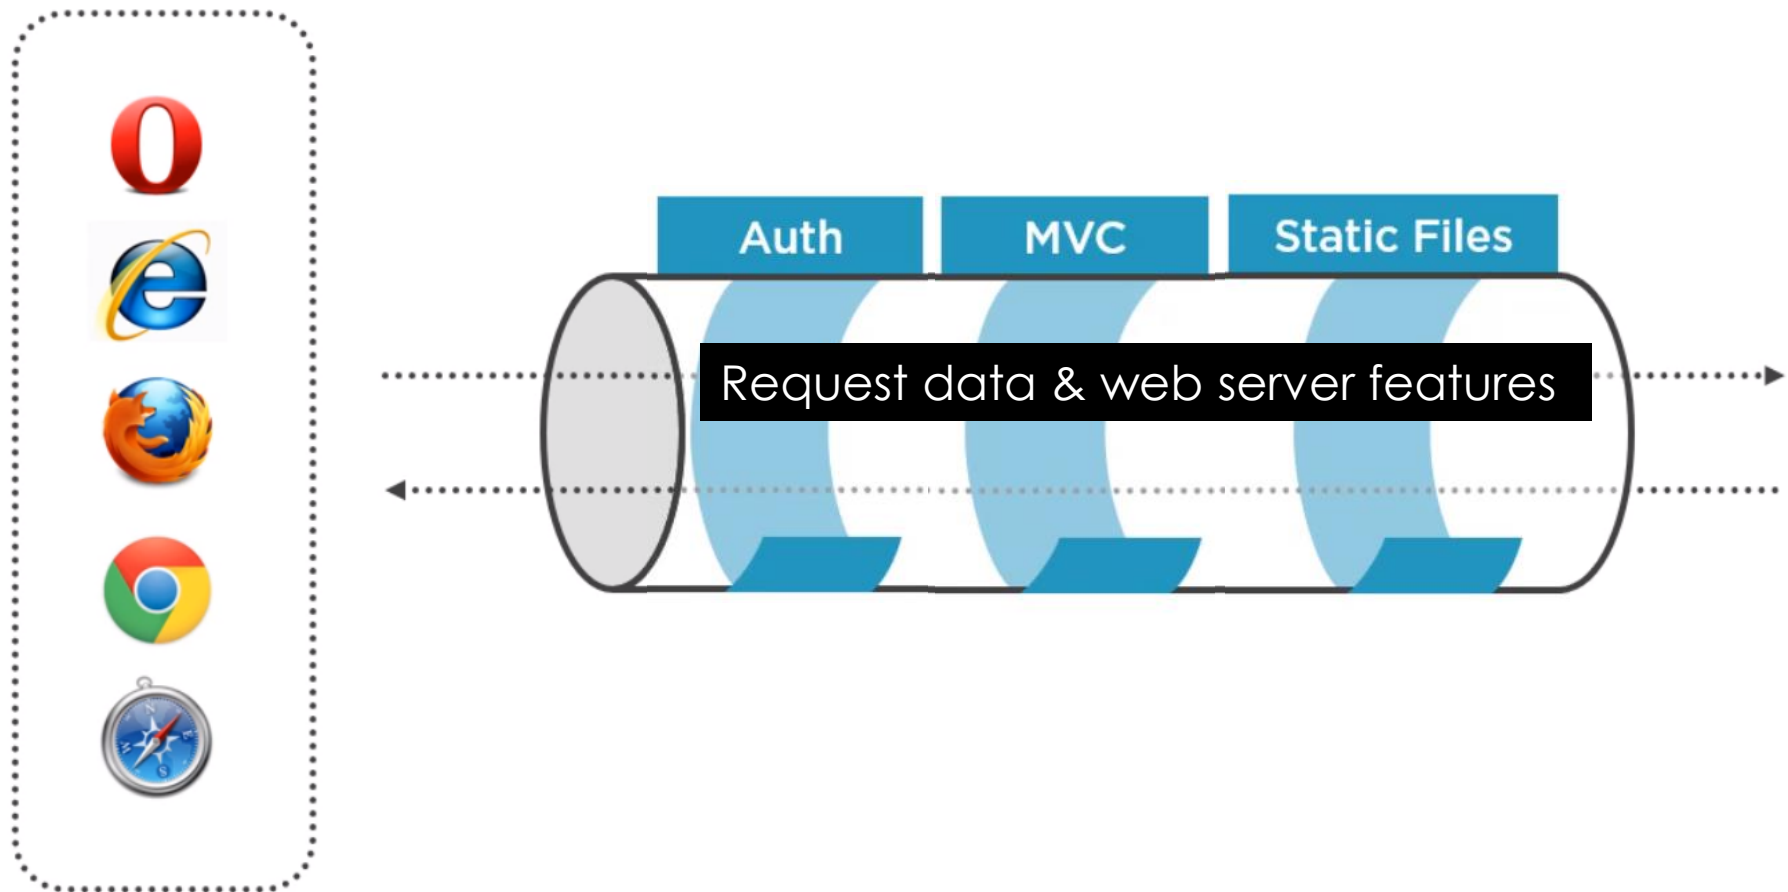 Auth
MVC
Static Files
Request data & web server features
N
E
S
W